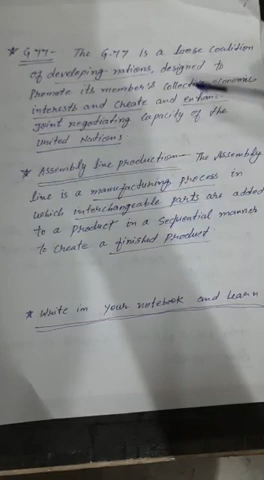 * G-77- The G-77 is a loose coalition
of developing nations, designed to
promote its member's collective economic
interests and create and
joint negotiating capacity of the
United Nations
* Assembly line production- The Assembly
line is a manufacturing process in
which interchangeable parts are added
to a product in a sequential manner
to create a finished product
* Write in your notebook and learn